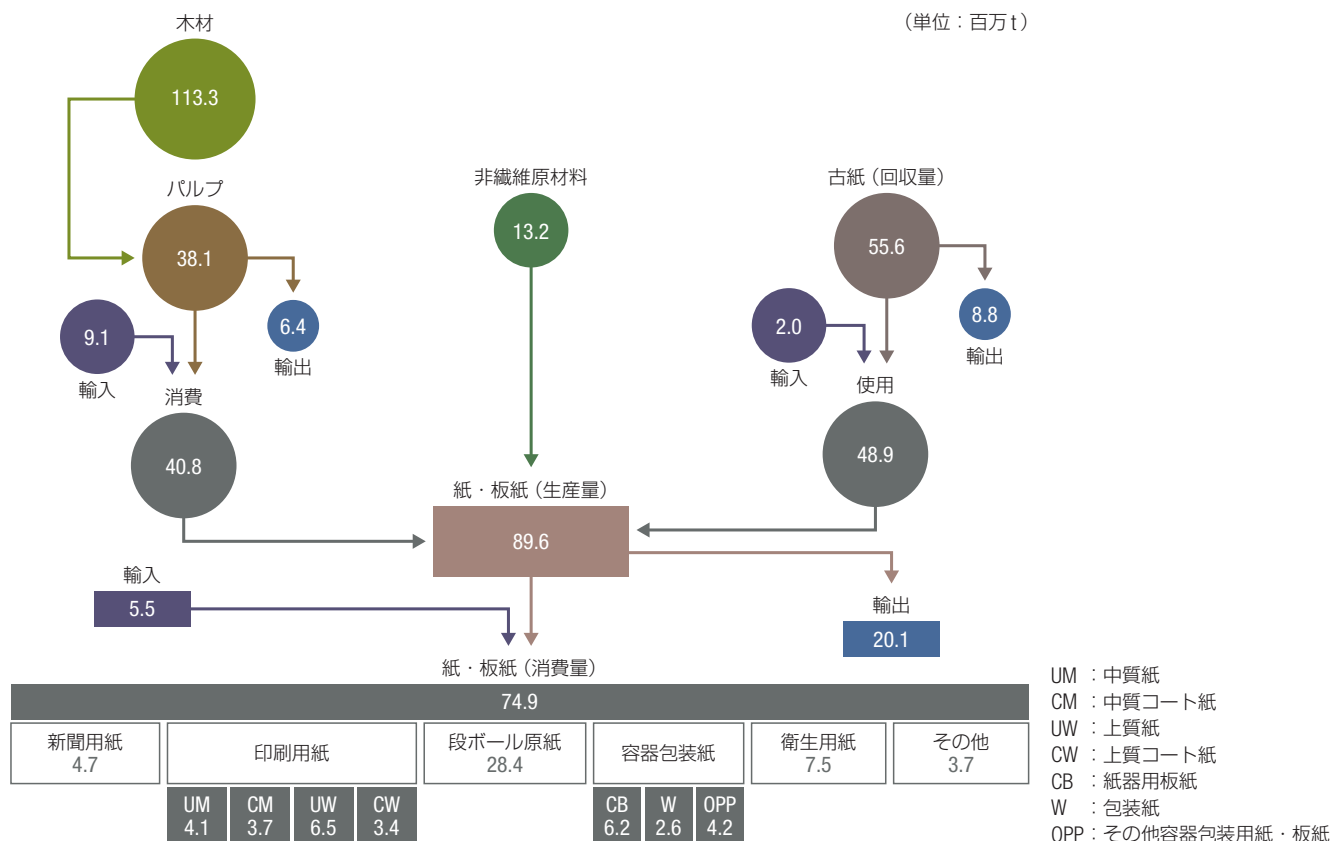 木材
(単位：百万t)
113.3
パルプ
38.1
9.1
輸入
6.4
輸出
消費
40.8
非繊維原材料
13.2
古紙(回収量)
55.6
2.0
輸入
8.8
輸出
使用
48.9
紙・板紙(生産量)
89.6
輸入
5.5
輸出
20.1
紙・板紙(消費量)
74.9
新聞用紙
4.7
印刷用紙
段ボール原紙
28.4
容器包装紙
衛生用紙
7.5
その他
3.7
UM
4.1
CM
3.7
UW
6.5
CW
3.4
CB
6.2
W
2.6
OPP
4.2
UM：中質紙
CM：中質コート紙
UW：上質紙
CW：上質コート紙
CB：紙器用板紙
W：包装紙
OPP：その他容器包装用紙・板紙